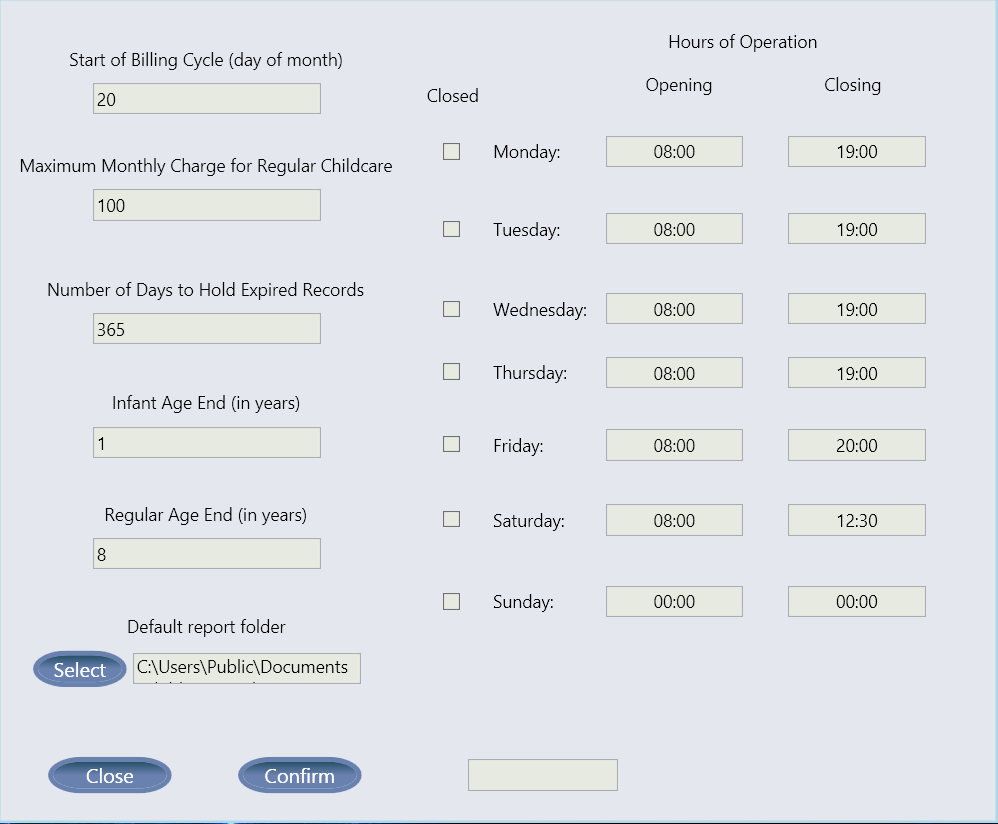 Start of Billing Cycle (day of month)
20
Maximum Monthly Charge for Regular Childcare
100
Number of Days to Hold Expired Records
365
Infant Age End (in years)
1
Regular Age End (in years)
8
Default report folder
Select C:\Users\Public\Documents
Close Confirm
Hours of Operation
Closed Opening Closing
Monday: 08:00 19:00
Tuesday: 08:00 19:00
Wednesday: 08:00 19:00
Thursday: 08:00 19:00
Friday: 08:00 20:00
Saturday: 08:00 12:30
Sunday: 00:00 00:00